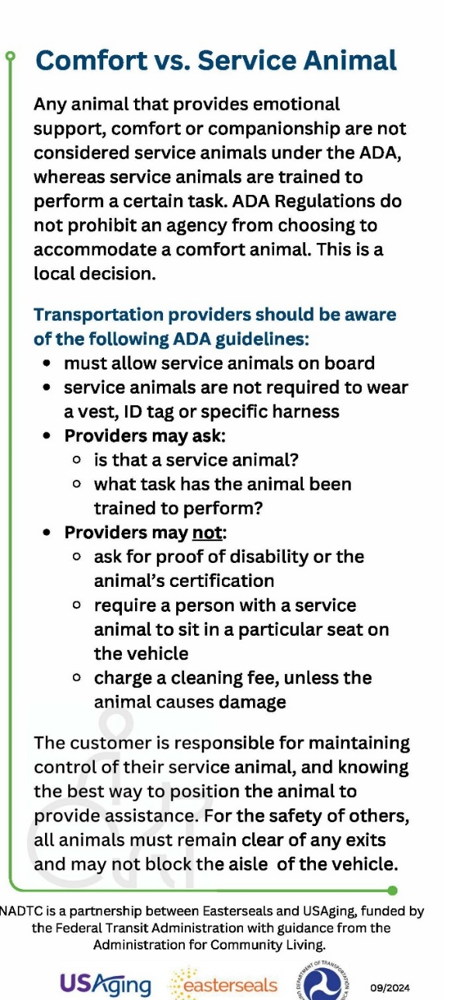 Comfort vs. Service Animal
Any animal that provides emotional
support, comfort or companionship are not
considered service animals under the ADA,
whereas service animals are trained to
perform a certain task. ADA Regulations do
not prohibit an agency from choosing to
accommodate a comfort animal. This is a
local decision.
Transportation providers should be aware
of the following ADA guidelines:
• must allow service animals on board
• service animals are not required to wear
a vest, ID tag or specific harness
• Providers may ask:
○ is that a service animal?
○ what task has the animal been
trained to perform?
• Providers may not:
○ ask for proof of disability or the
animal's certification
○ require a person with a service
animal to sit in a particular seat on
the vehicle
○ charge a cleaning fee, unless the
animal causes damage
The customer is responsible for maintaining
control of their service animal, and knowing
the best way to position the animal to
provide assistance. For the safety of others,
all animals must remain clear of any exits
and may not block the aisle of the vehicle.
NADTC is a partnership between Easterseals and USAging, funded by
the Federal Transit Administration with guidance from the
Administration for Community Living.
USAging
easterseals
DEPARTMENT OF TRANSPORTATION
09/2024